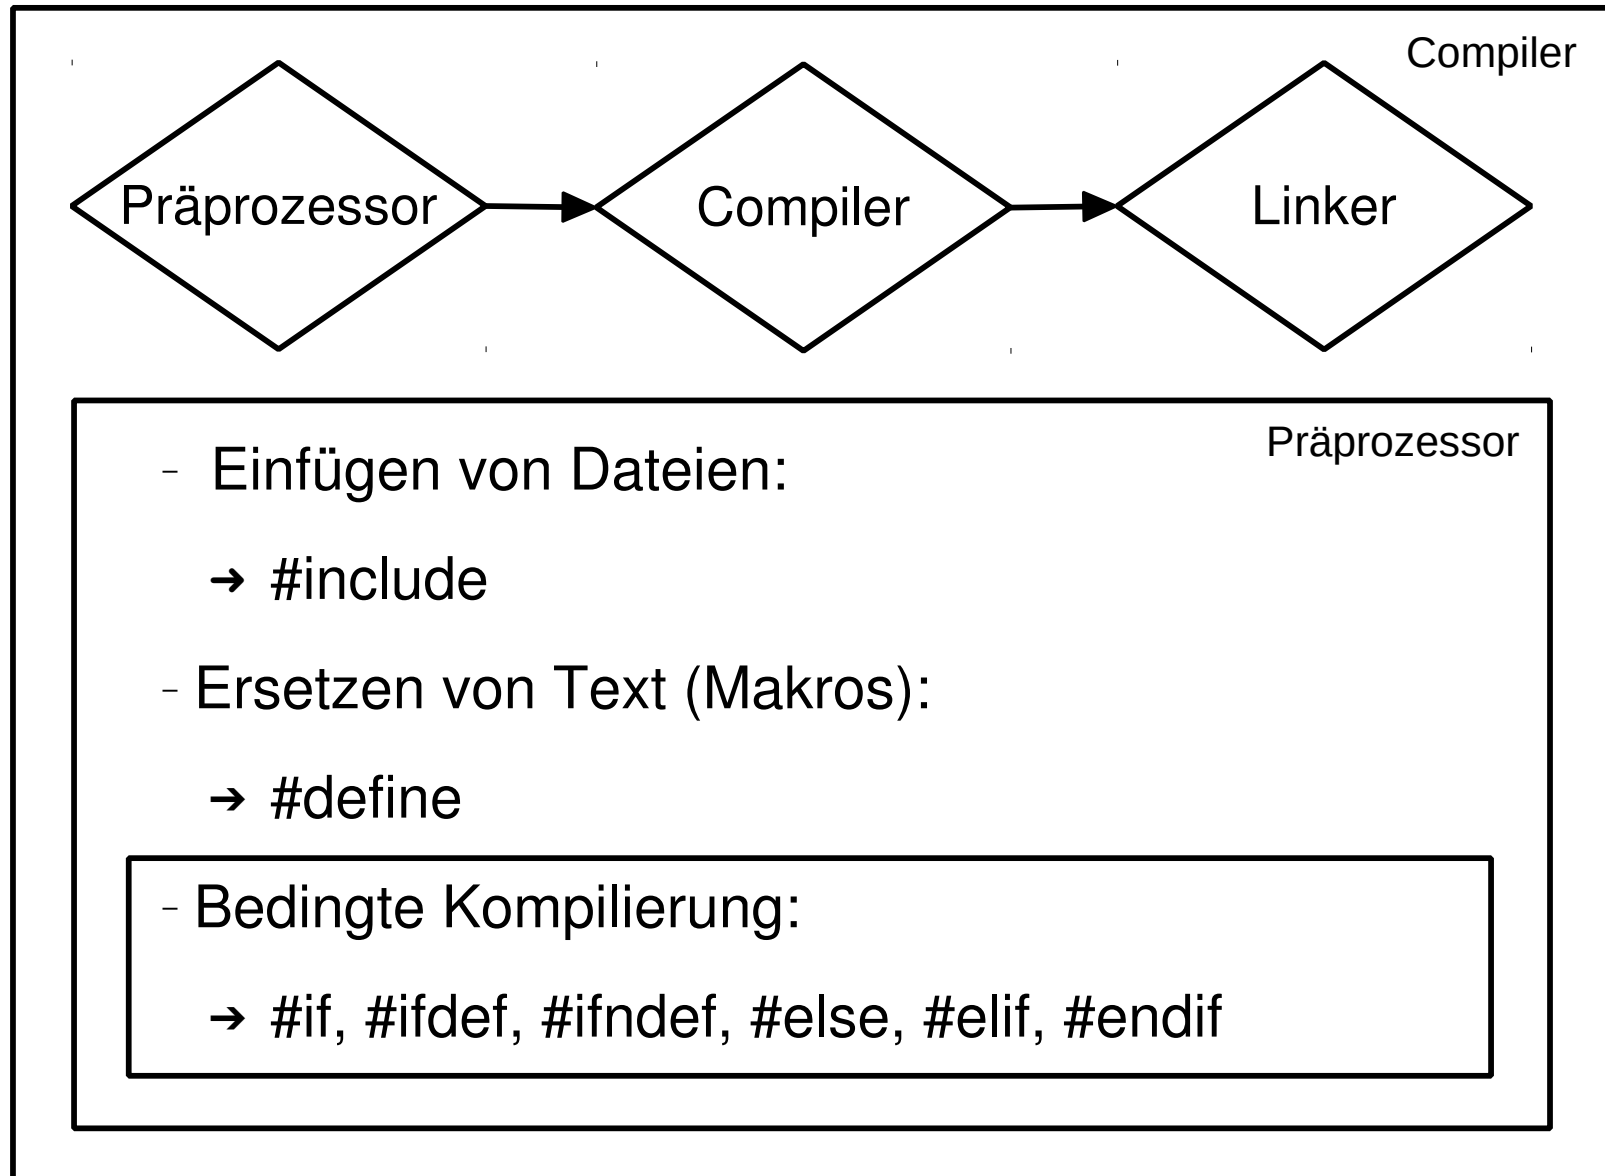 Compiler
Präprozessor
Compiler
Linker
Präprozessor
- Einfügen von Dateien:
➔ #include
- Ersetzen von Text (Makros):
➔ #define
- Bedingte Kompilierung:
➔ #if, #ifdef, #ifndef, #else, #elif, #endif